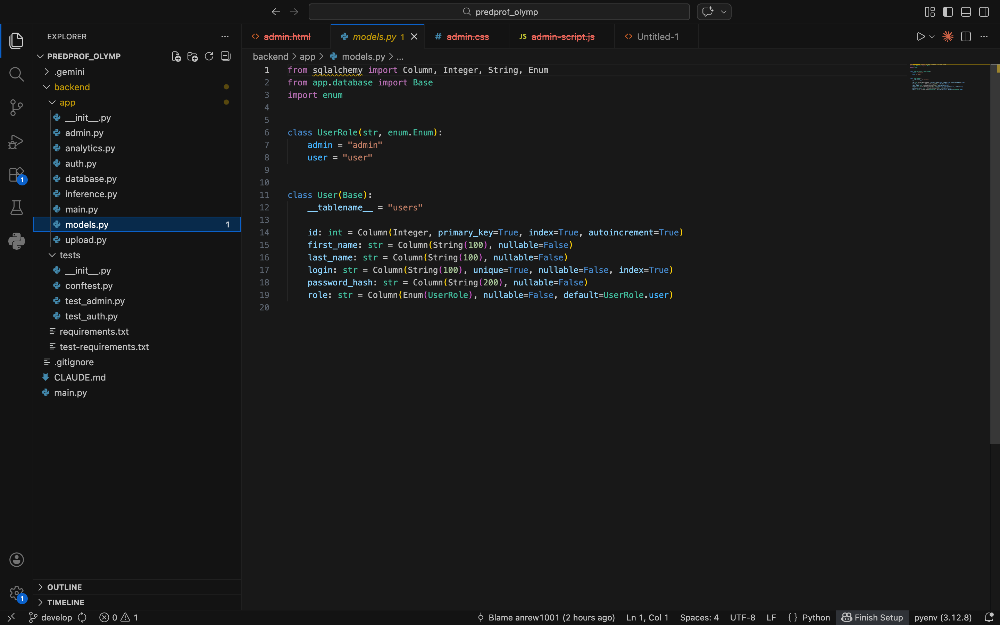 predprof_olymp
EXPLORER
PREDPROF_OLYMP
.gemini
backend
app
__init__.py
admin.py
analytics.py
auth.py
database.py
inference.py
main.py
models.py 1
upload.py
tests
__init__.py
conftest.py
test_admin.py
test_auth.py
requirements.txt
test-requirements.txt
.gitignore
CLAUDE.md
main.py
OUTLINE
TIMELINE
1
1
admin.html
models.py 1
# admin.css
JS admin-script.js
Untitled-1
backend > app > models.py > ...
1 from sqlalchemy import Column, Integer, String, Enum
2 from app.database import Base
3 import enum
4
5
6 class UserRole(str, enum.Enum):
7     admin = "admin"
8     user = "user"
9
10
11 class User(Base):
12     __tablename__ = "users"
13
14     id: int = Column(Integer, primary_key=True, index=True, autoincrement=True)
15     first_name: str = Column(String(100), nullable=False)
16     last_name: str = Column(String(100), nullable=False)
17     login: str = Column(String(100), unique=True, nullable=False, index=True)
18     password_hash: str = Column(String(200), nullable=False)
19     role: str = Column(Enum(UserRole), nullable=False, default=UserRole.user)
20
develop 0 1 Blame anrew1001 (2 hours ago) Ln 1, Col 1 Spaces: 4 UTF-8 LF {} Python Finish Setup pyenv (3.12.8)